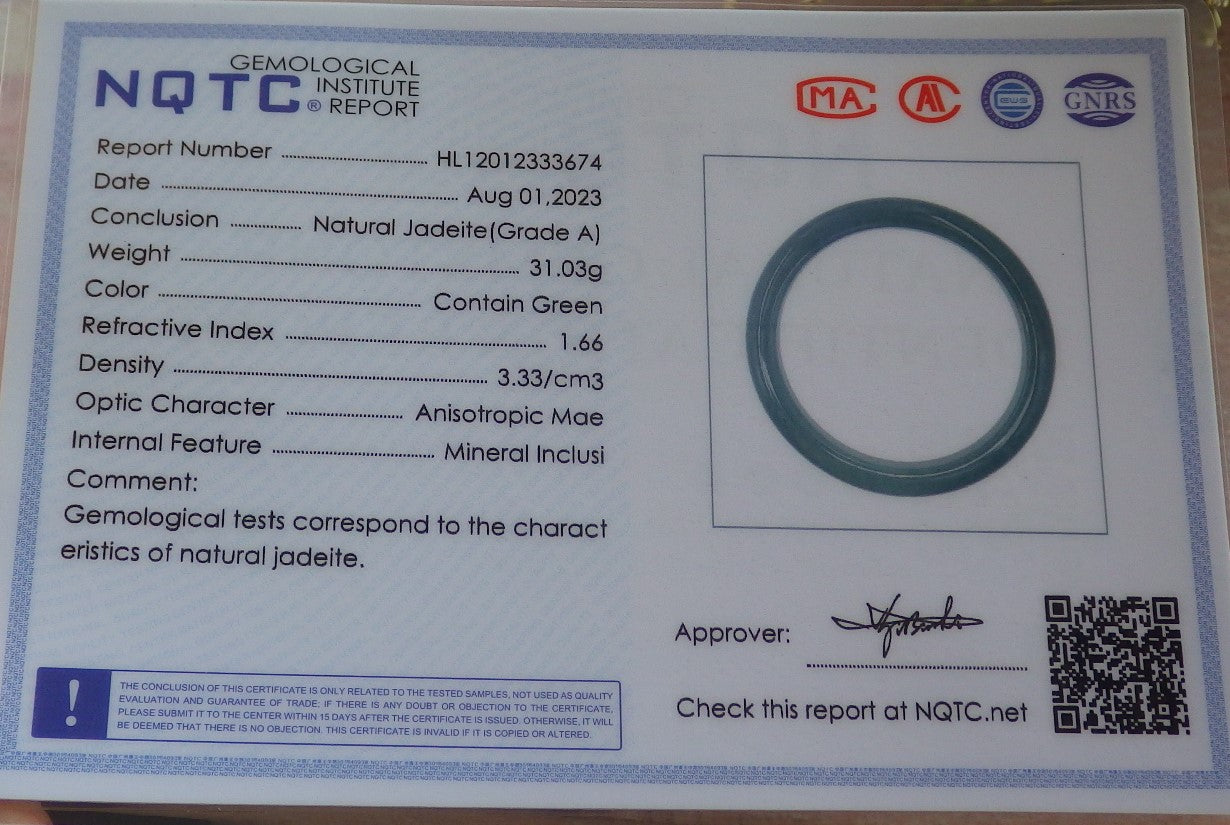 GEMOLOGICAL
NQTC® INSTITUTE
REPORT
MA
GNRS
Report Number HL12012333674
Date Aug 01,2023
Conclusion Natural Jadeite(Grade A)
Weight 31.03g
Color Contain Green
Refractive Index 1.66
Density 3.33/cm3
Optic Character Anisotropic Mae
Internal Feature Mineral Inclusi
Comment:
Gemological tests correspond to the charact
eristics of natural jadeite.
Approver:
Check this report at NQTC.net
!
THE CONCLUSION OF THIS CERTIFICATE IS ONLY RELATED TO THE TESTED SAMPLES, NOT USED AS QUALITY
EVALUATION AND GUARANTEE OF TRADE; IF THERE IS ANY DOUBT OR OBJECTION TO THE CERTIFICATE,
PLEASE SUBMIT IT TO THE CENTER WITHIN 15 DAYS AFTER THE CERTIFICATE IS ISSUED. OTHERWISE, IT WILL
BE DEEMED THAT THERE IS NO OBJECTION. THIS CERTIFICATE IS INVALID IF IT IS COPIED OR ALTERED.